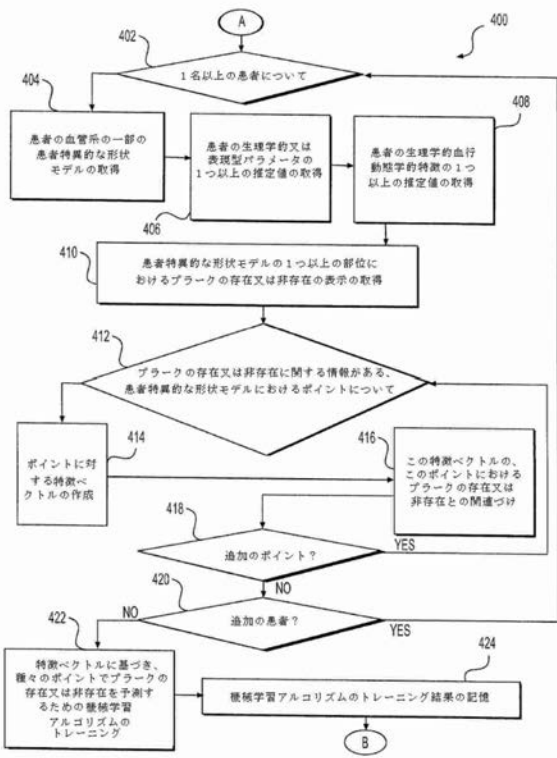 A
400
402
1名以上の患者について
404
患者の血管系の一部の
患者特異的な形状
モデルの取得
患者の生理学的又は
表現型パラメータの
1つ以上の推定値の取得
406
408
患者の生理学的血行
動態学的特徴の1つ
以上の推定値の取得
410
患者特異的な形状モデルの1つ以上の部位に
おけるプラークの存在又は非存在の表示の取得
412
プラークの存在又は非存在に関する情報がある、
患者特異的な形状モデルにおけるポイントについて
414
ポイントに対
する特徴ベ
クトルの作成
416
この特徴ベクトルの、
このポイントにおける
プラークの存在又は
非存在との関連づけ
418
追加のポイント?
YES
NO
420
追加の患者?
NO
YES
422
特徴ベクトルに基づき、
種々のポイントでプラークの
存在又は非存在を予測す
るための機械学習
アルゴリズムの
トレーニング
424
機械学習アルゴリズムのトレーニング結果の記憶
B